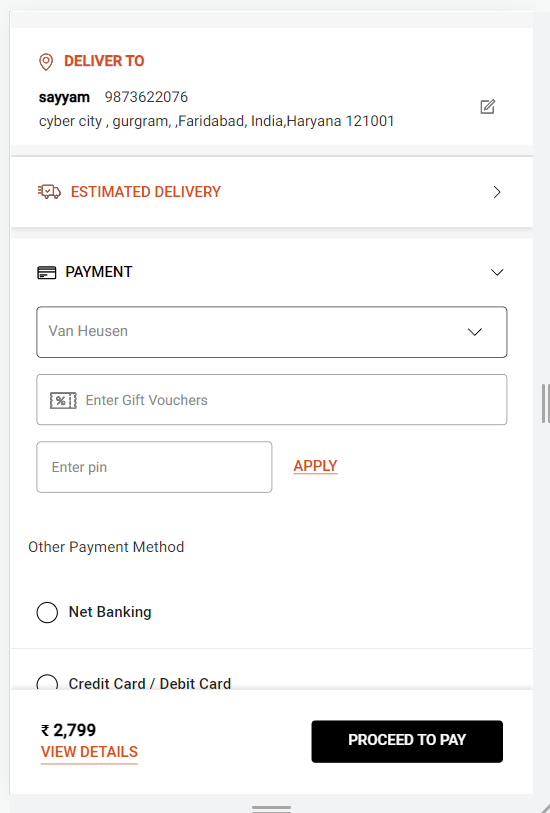 DELIVER TO
sayyam 9873622076
cyber city , gurgram, ,Faridabad, India,Haryana 121001
ESTIMATED DELIVERY
PAYMENT
Van Heusen
% Enter Gift Vouchers
Enter pin APPLY
Other Payment Method
Net Banking
Credit Card / Debit Card
₹ 2,799
VIEW DETAILS
PROCEED TO PAY